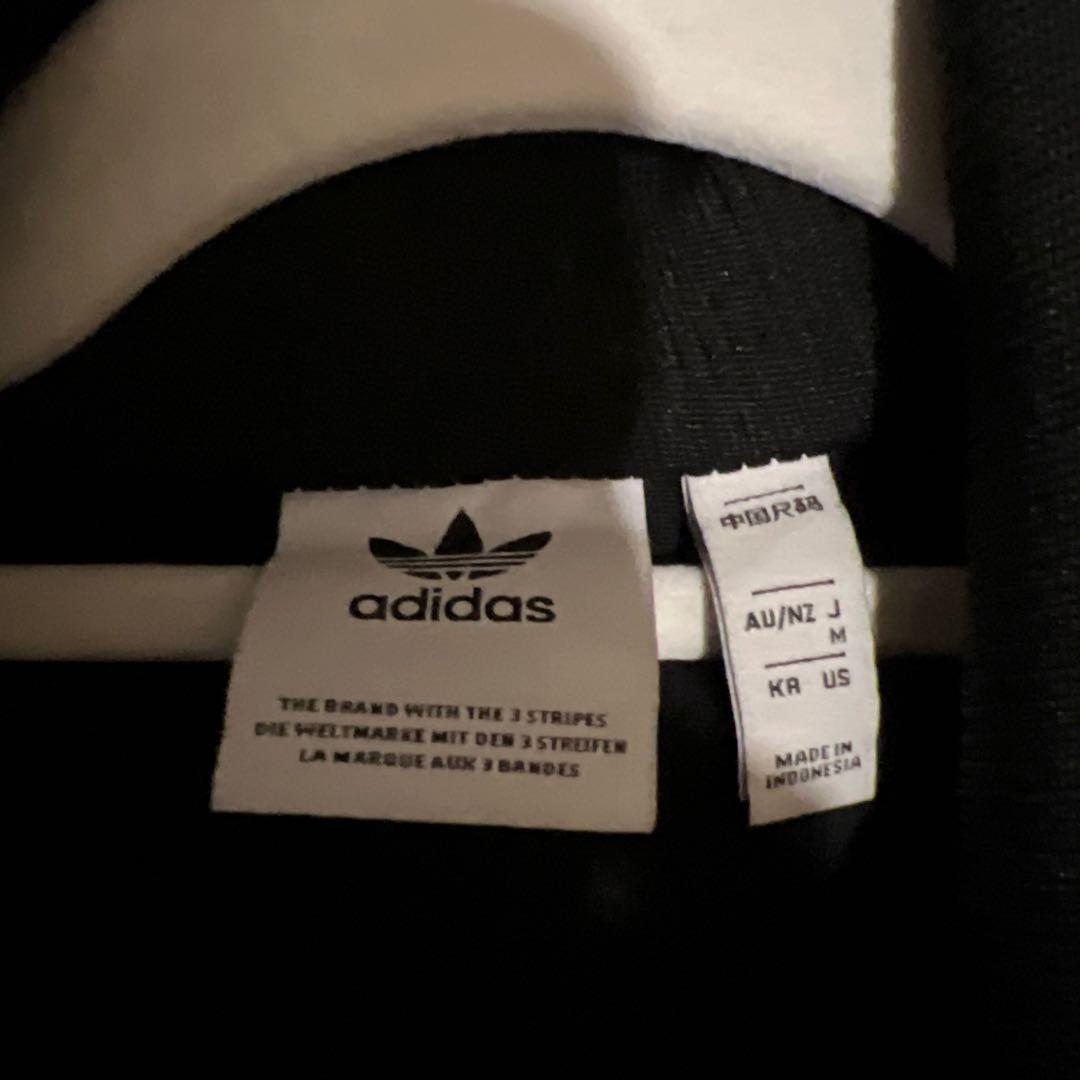 adidas
THE BRAND WITH THE 3 STRIPES
DIE WELTMARKE MIT DEN 3 STREIFEN
LA MARQUE AUX 3 BANDES
中国尺码
AU/NZ J
M
KR US
MADE IN
INDONESIA